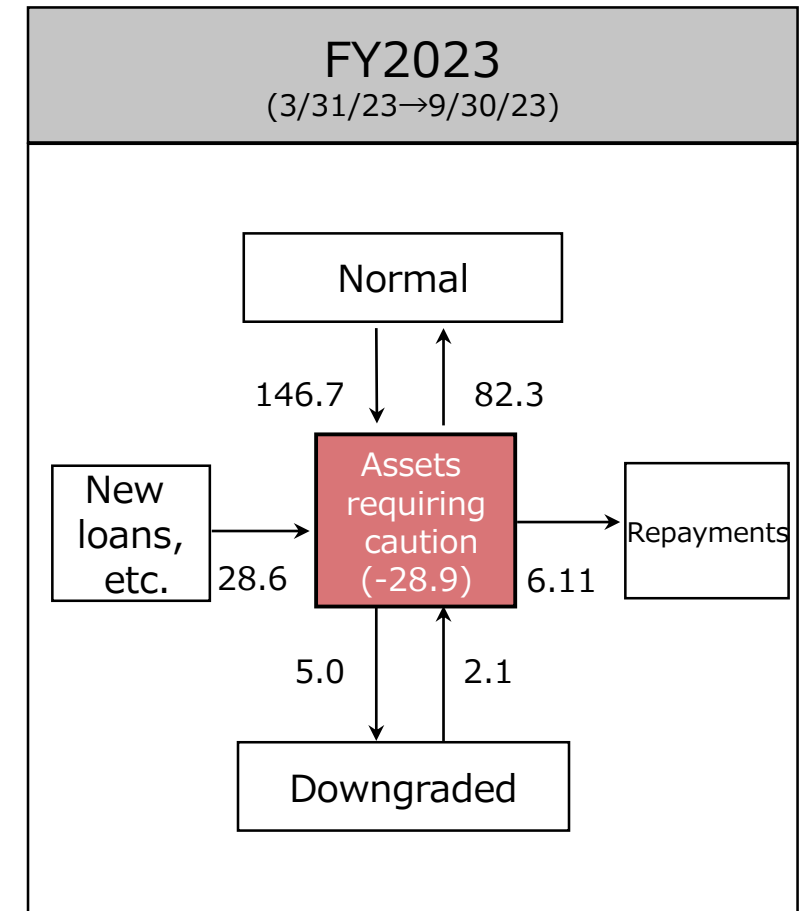 FY2023
(3/31/23→9/30/23)
Normal
146.7
82.3
New
loans,
etc.
28.6
Assets
requiring
caution
(-28.9)
6.11
Repayments
5.0
2.1
Downgraded